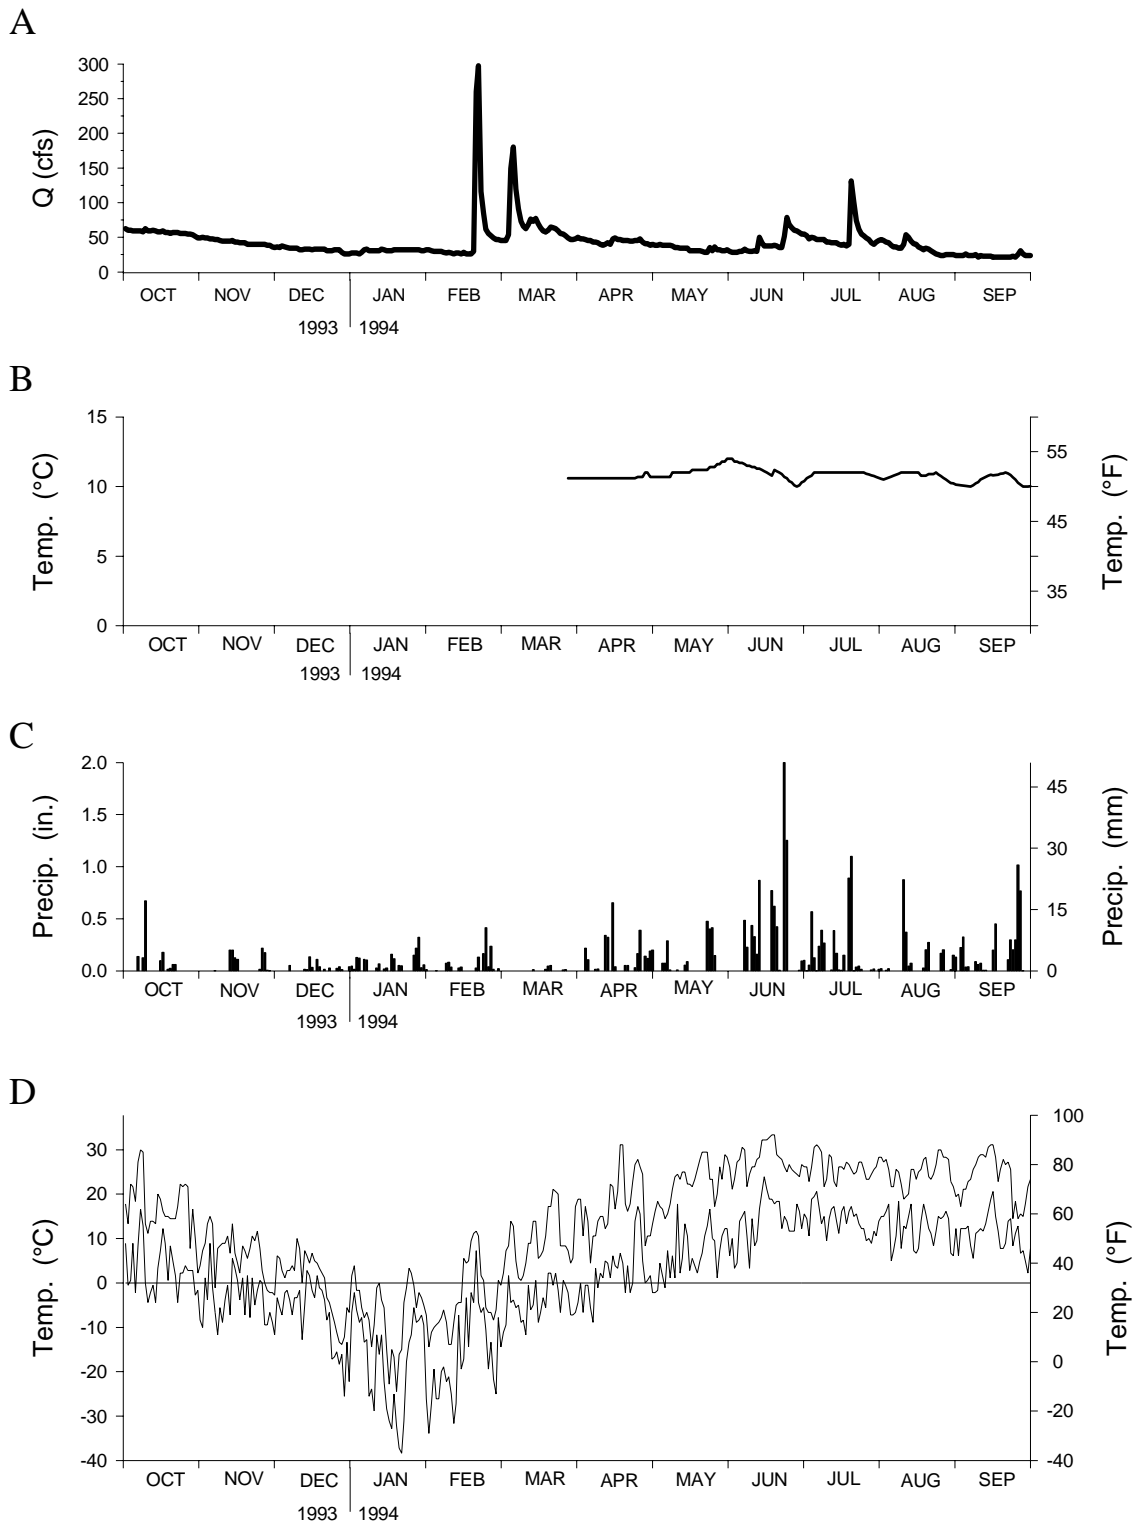 A
300
250
200
150
100
50
0
Q (cfs)
OCT NOV DEC JAN FEB MAR APR MAY JUN JUL AUG SEP
1993 1994
B
15
10
5
0
Temp. (°C)
55
45
35
Temp. (°F)
OCT NOV DEC JAN FEB MAR APR MAY JUN JUL AUG SEP
1993 1994
C
2.0
1.5
1.0
0.5
0.0
Precip. (in.)
45
30
15
0
Precip. (mm)
OCT NOV DEC JAN FEB MAR APR MAY JUN JUL AUG SEP
1993 1994
D
30
20
10
0
-10
-20
-30
-40
Temp. (°C)
100
80
60
40
20
0
-20
-40
Temp. (°F)
OCT NOV DEC JAN FEB MAR APR MAY JUN JUL AUG SEP
1993 1994